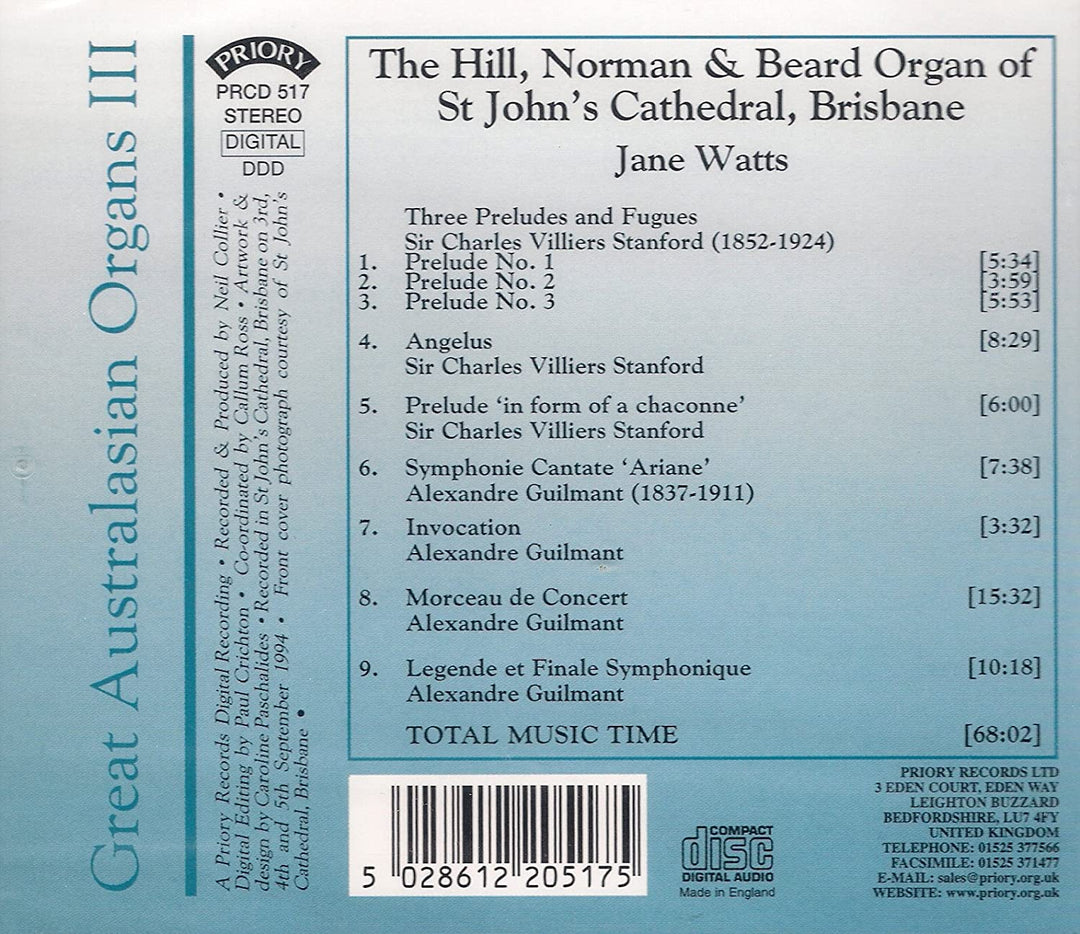 Great Australasian Organs III
PRIORY
PRCD 517
STEREO
DIGITAL
DDD
A Priory Records Digital Recording • Recorded & Produced by Neil Collier •
Digital Editing by Paul Crichton • Co-ordinated by Callum Ross • Artwork &
design by Caroline Paschalides • Recorded in St John's Cathedral, Brisbane on 3rd,
4th and 5th September 1994 • Front cover photograph courtesy of St John's
Cathedral, Brisbane •
The Hill, Norman & Beard Organ of
St John's Cathedral, Brisbane
Jane Watts
Three Preludes and Fugues
Sir Charles Villiers Stanford (1852-1924)
1. Prelude No. 1 [5:34]
2. Prelude No. 2 [3:59]
3. Prelude No. 3 [5:53]
4. Angelus [8:29]
Sir Charles Villiers Stanford
5. Prelude 'in form of a chaconne' [6:00]
Sir Charles Villiers Stanford
6. Symphonie Cantate 'Ariane' [7:38]
Alexandre Guilmant (1837-1911)
7. Invocation [3:32]
Alexandre Guilmant
8. Morceau de Concert [15:32]
Alexandre Guilmant
9. Legende et Finale Symphonique [10:18]
Alexandre Guilmant
TOTAL MUSIC TIME [68:02]
5 028612 205175
COMPACT
disc
DIGITAL AUDIO
Made in England
PRIORY RECORDS LTD
3 EDEN COURT, EDEN WAY
LEIGHTON BUZZARD
BEDFORDSHIRE, LU7 4FY
UNITED KINGDOM
TELEPHONE: 01525 377566
FACSIMILE: 01525 371477
E-MAIL: sales@priory.org.uk
WEBSITE: www.priory.org.uk